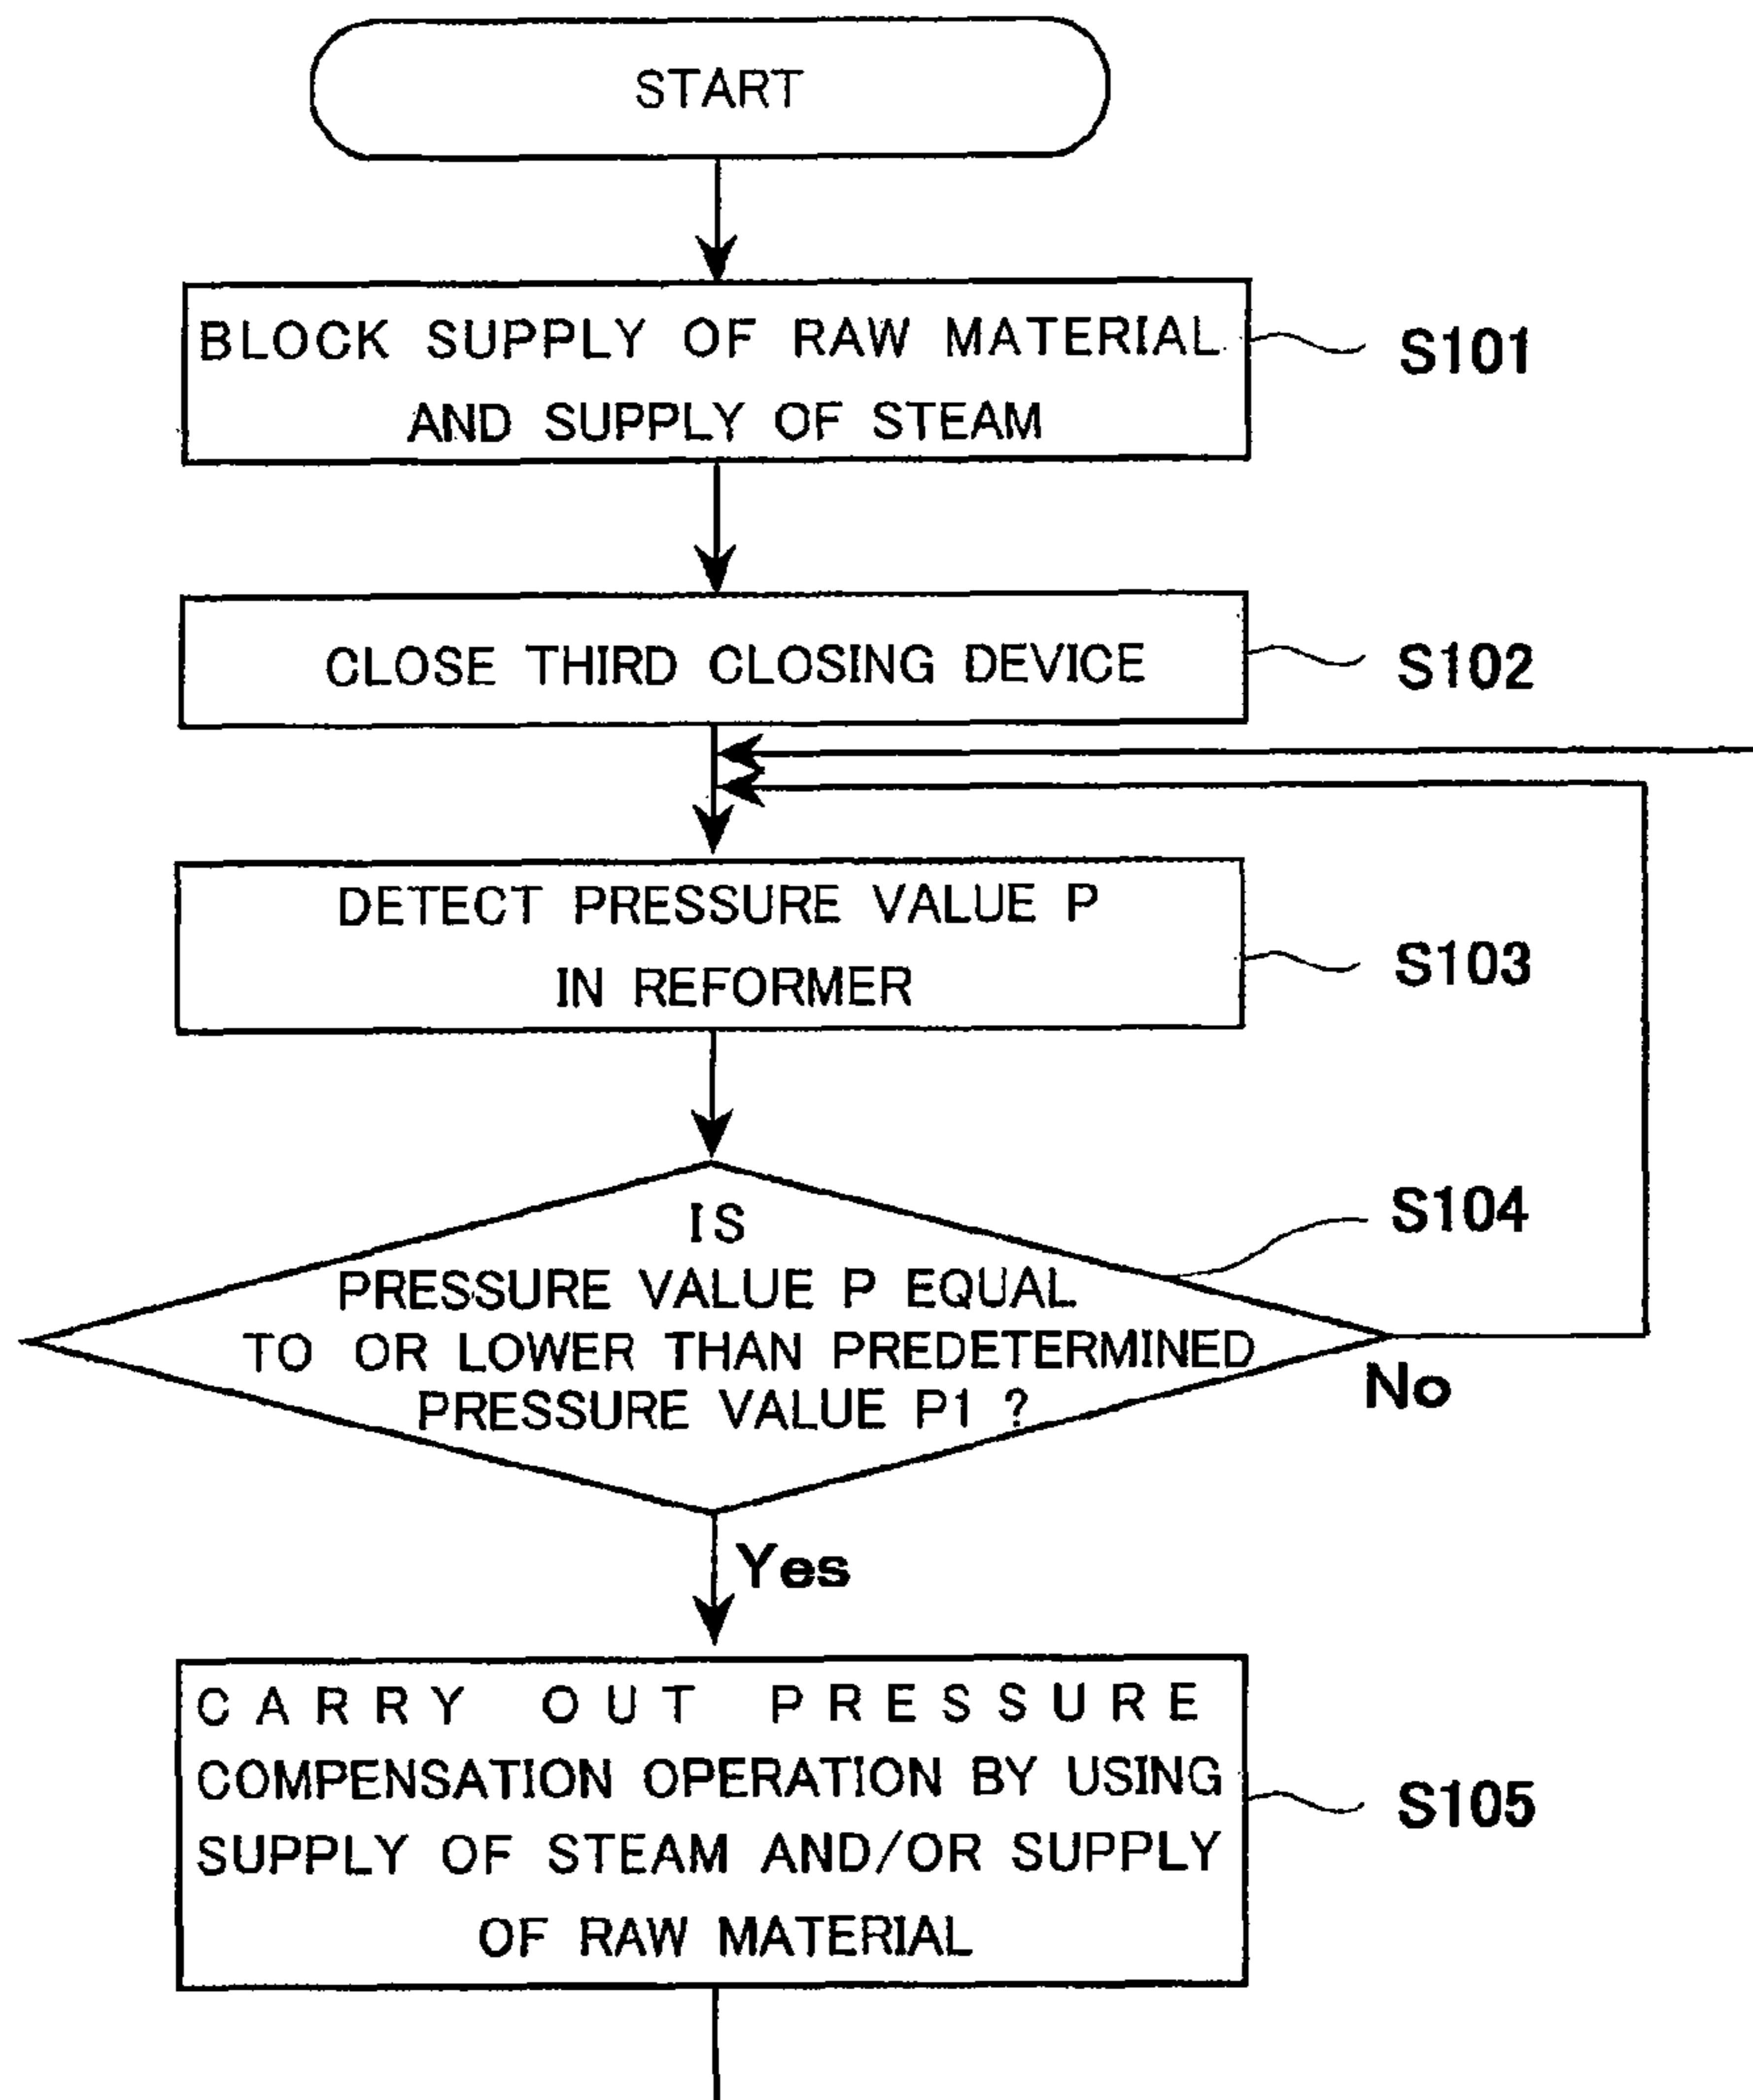 START
BLOCK SUPPLY OF RAW MATERIAL
AND SUPPLY OF STEAM
S101
CLOSE THIRD CLOSING DEVICE
S102
DETECT PRESSURE VALUE P
IN REFORMER
S103
IS
PRESSURE VALUE P EQUAL
TO OR LOWER THAN PREDETERMINED
PRESSURE VALUE P1 ?
S104
No
Yes
CARRY OUT PRESSURE
COMPENSATION OPERATION BY USING
SUPPLY OF STEAM AND/OR SUPPLY
OF RAW MATERIAL
S105